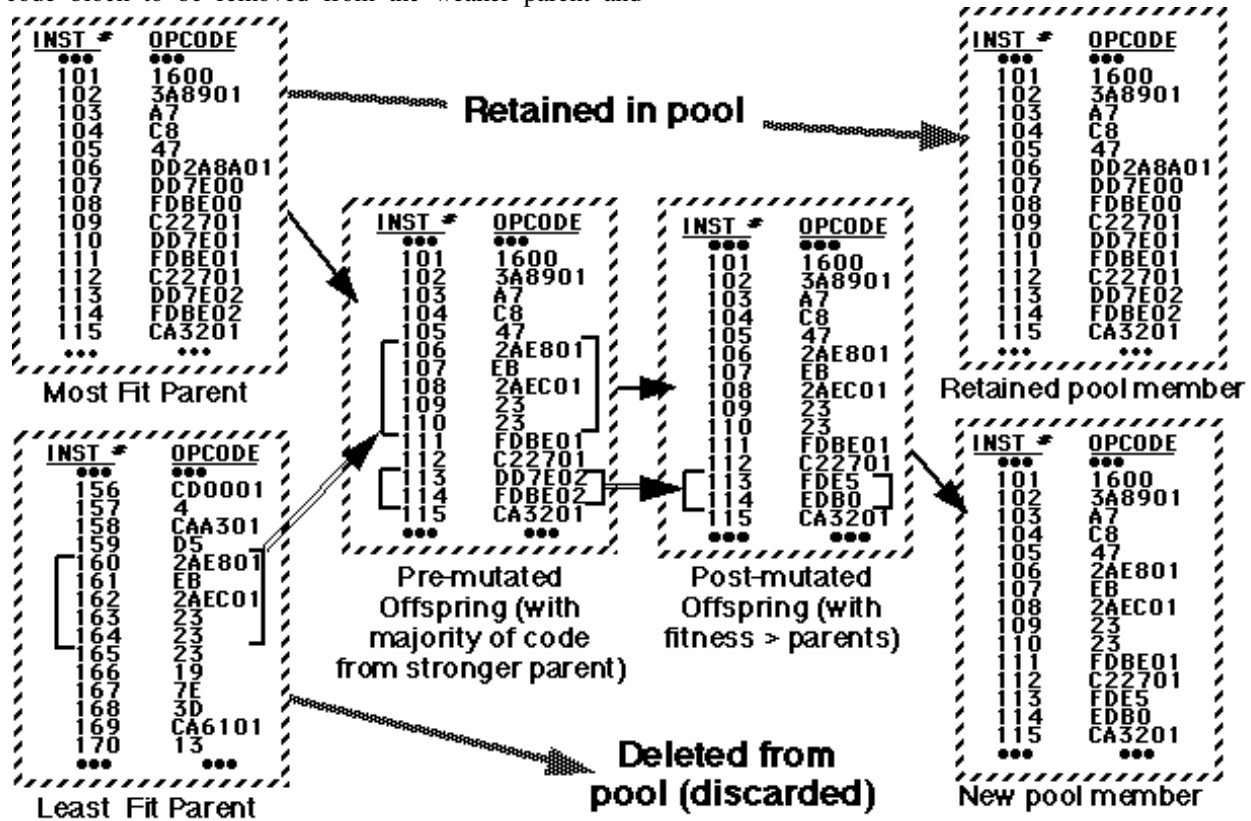 code block to be removed from the weaker parent and
INST # OPCODE
••• •••
101 1600
102 3A8901
103 A7
104 C8
105 47
106 DD2A8A01
107 DD7E00
108 FDBE00
109 C22701
110 DD7E01
111 FDBE01
112 C22701
113 DD7E02
114 FDBE02
115 CA3201
••• •••
Most Fit Parent
Retained in pool
INST # OPCODE
••• •••
101 1600
102 3A8901
103 A7
104 C8
105 47
106 DD2A8A01
107 DD7E00
108 FDBE00
109 C22701
110 DD7E01
111 FDBE01
112 C22701
113 DD7E02
114 FDBE02
115 CA3201
••• •••
Retained pool member
INST # OPCODE
••• •••
101 1600
102 3A8901
103 A7
104 C8
105 47
106 2AE801
107 EB
108 2AEC01
109 23
110 23
111 FDBE01
112 C22701
113 DD7E02
114 FDBE02
115 CA3201
••• •••
Pre-mutated
Offspring (with
majority of code
from stronger parent)
INST # OPCODE
••• •••
101 1600
102 3A8901
103 A7
104 C8
105 47
106 2AE801
107 EB
108 2AEC01
109 23
110 23
111 FDBE01
112 C22701
113 FDE5
114 EDB0
115 CA3201
••• •••
Post-mutated
Offspring (with
fitness > parents)
INST # OPCODE
••• •••
156 CD0001
157 4
158 CAA301
159 D5
160 2AE801
161 EB
162 2AEC01
163 23
164 23
165 23
166 19
167 7E
168 3D
169 CA6101
170 13
••• •••
Least Fit Parent
Deleted from
pool (discarded)
INST # OPCODE
••• •••
101 1600
102 3A8901
103 A7
104 C8
105 47
106 2AE801
107 EB
108 2AEC01
109 23
110 23
111 FDBE01
112 C22701
113 FDE5
114 EDB0
115 CA3201
••• •••
New pool member